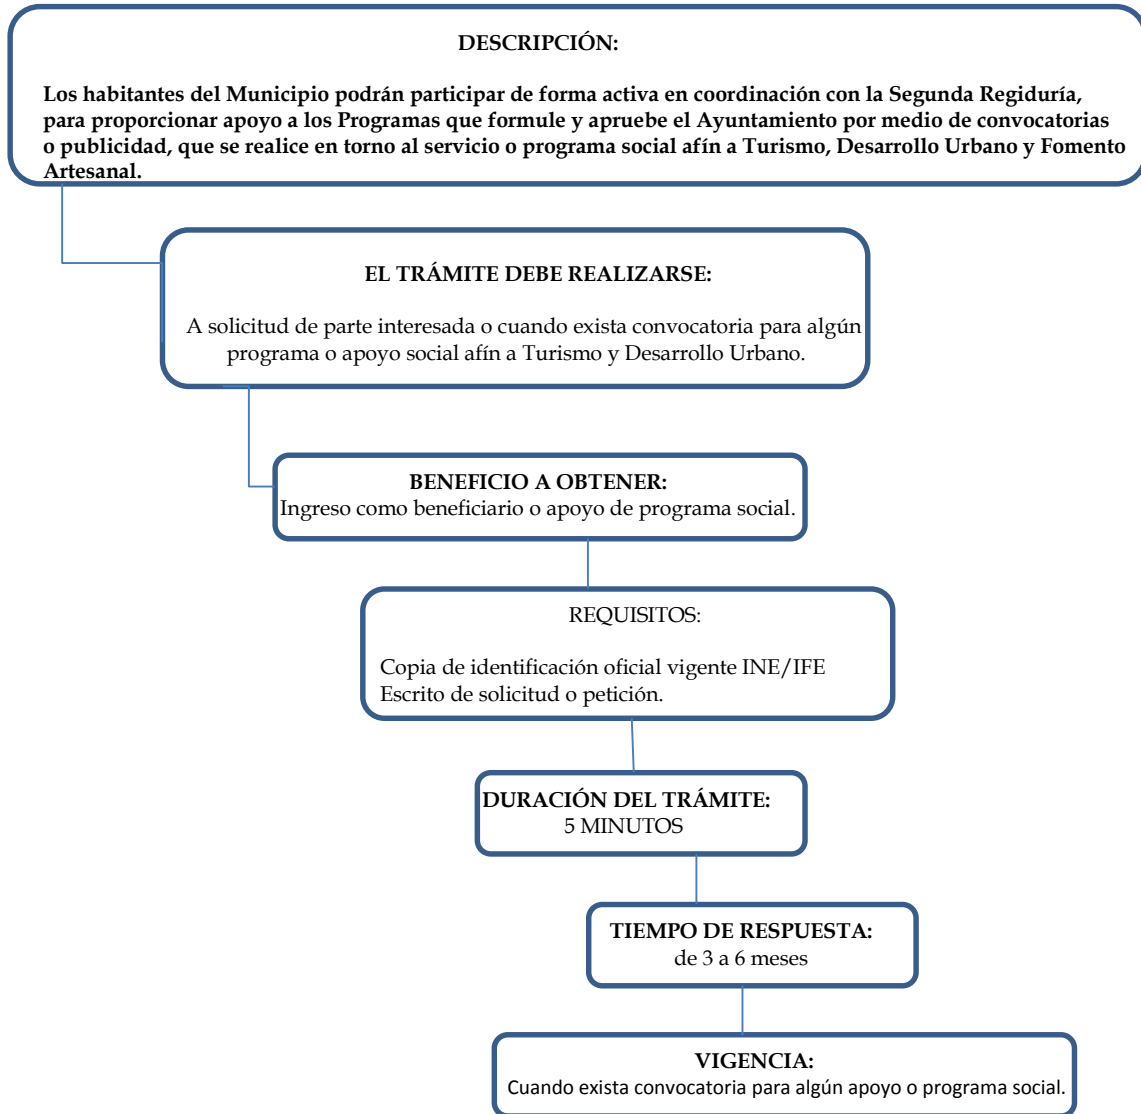 DESCRIPCIÓN:
Los habitantes del Municipio podrán participar de forma activa en coordinación con la Segunda Regiduría,
para proporcionar apoyo a los Programas que formule y apruebe el Ayuntamiento por medio de convocatorias
o publicidad, que se realice en torno al servicio o programa social afín a Turismo, Desarrollo Urbano y Fomento
Artesanal.
EL TRÁMITE DEBE REALIZARSE:
A solicitud de parte interesada o cuando exista convocatoria para algún
programa o apoyo social afín a Turismo y Desarrollo Urbano.
BENEFICIO A OBTENER:
Ingreso como beneficiario o apoyo de programa social.
REQUISITOS:
Copia de identificación oficial vigente INE/IFE
Escrito de solicitud o petición.
DURACIÓN DEL TRÁMITE:
5 MINUTOS
TIEMPO DE RESPUESTA:
de 3 a 6 meses
VIGENCIA:
Cuando exista convocatoria para algún apoyo o programa social.